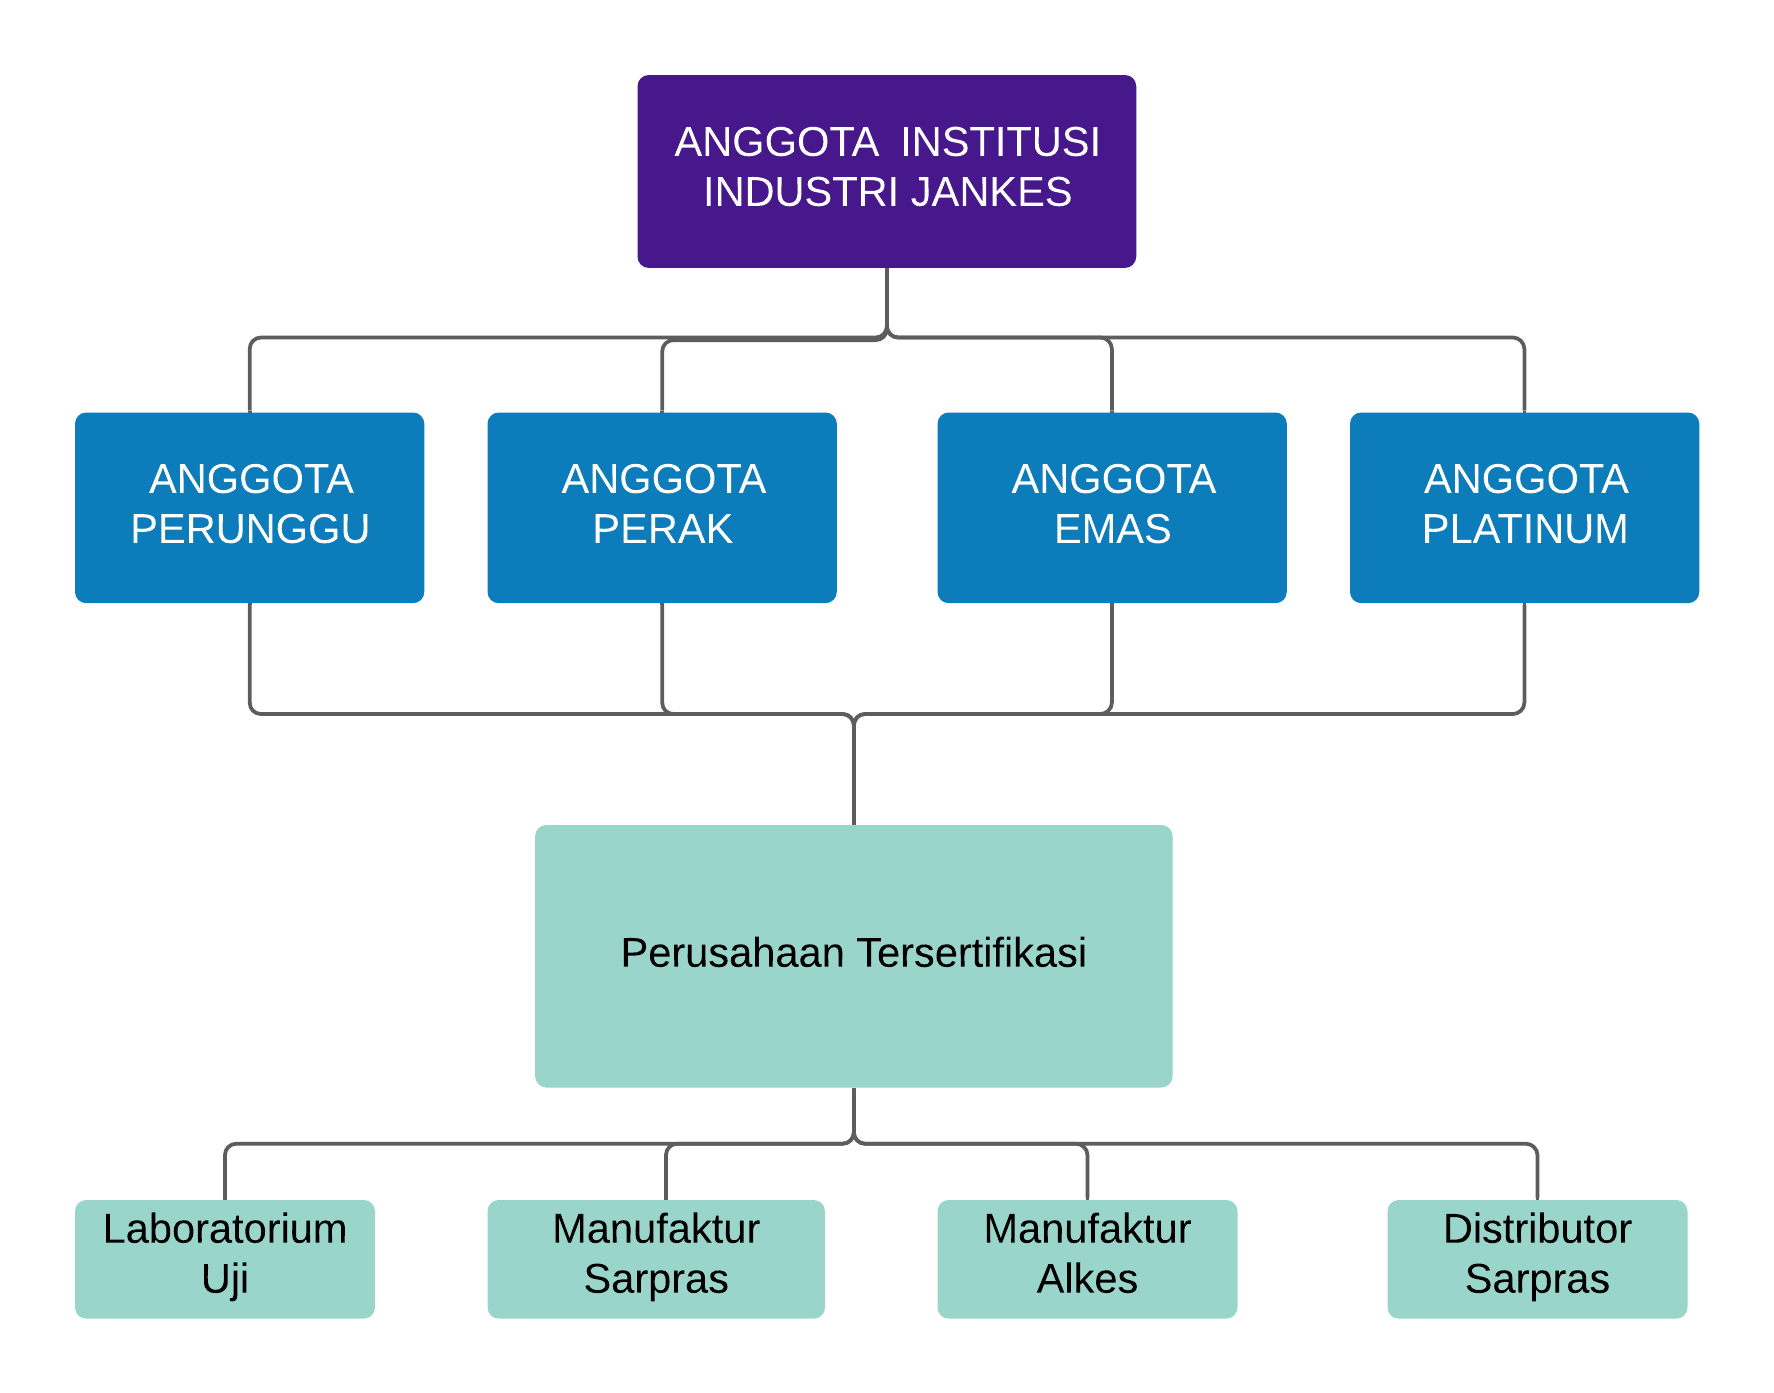 ANGGOTA  INSTITUSI
INDUSTRI JANKES
ANGGOTA
PERUNGGU
ANGGOTA
PERAK
ANGGOTA
EMAS
ANGGOTA
PLATINUM
Perusahaan Tersertifikasi
Laboratorium
Uji
Manufaktur
Sarpras
Manufaktur
Alkes
Distributor
Sarpras